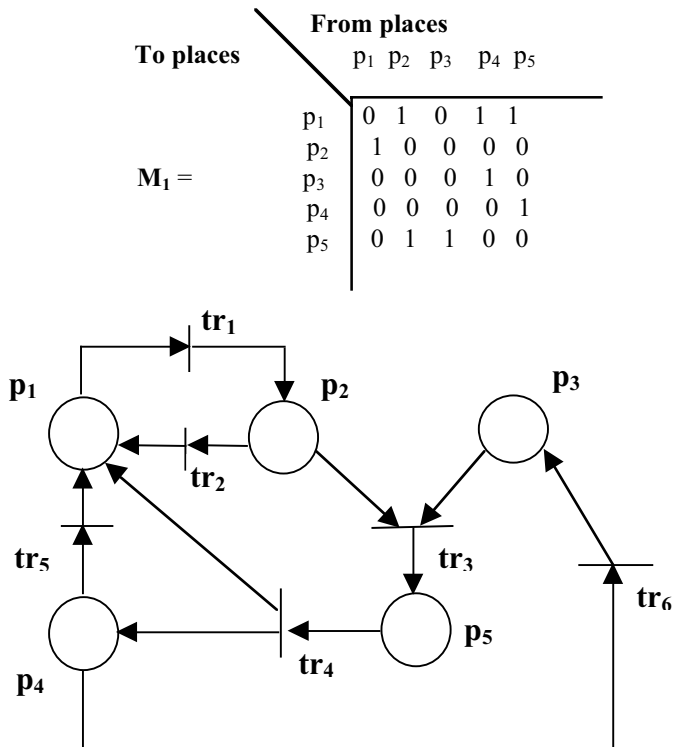 From places
To places
p₁ p₂ p₃ p₄ p₅
p₁ 0 1 0 1 1
p₂ 1 0 0 0 0
M₁ = p₃ 0 0 0 1 0
p₄ 0 0 0 0 1
p₅ 0 1 1 0 0
tr₁
p₁ p₂ p₃
tr₂
tr₅ tr₃ tr₆
p₅
p₄ tr₄